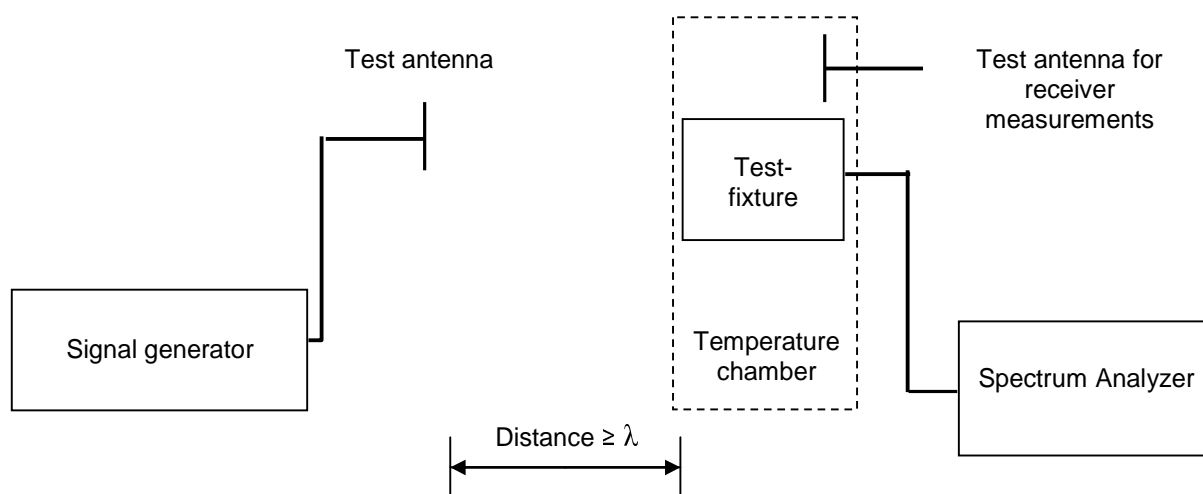 Test antenna
Test antenna for
receiver
measurements
Test-
fixture
Signal generator
Temperature
chamber
Spectrum Analyzer
Distance ≥ λ